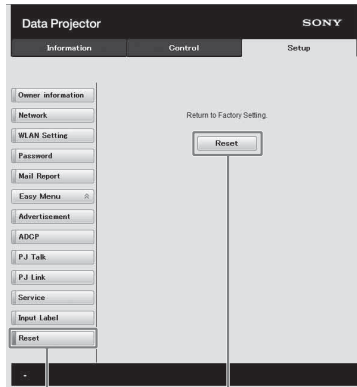 Data Projector
SONY
Information
Control
Setup
Owner information
Network
WLAN Setting
Password
Mail Report
Easy Menu
Advertisement
ADCP
PJ Talk
PJ Link
Service
Input Label
Reset
Return to Factory Setting.
Reset